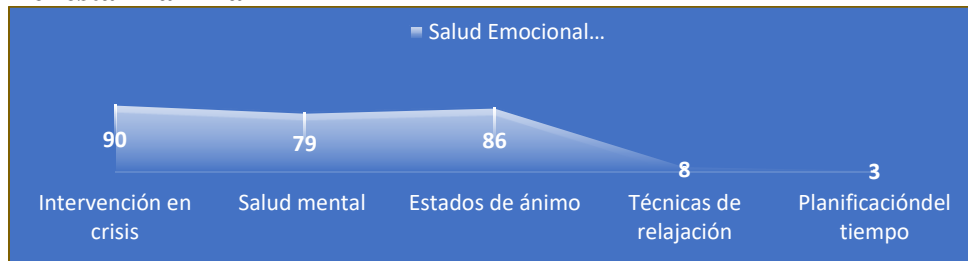 Salud Emocional...
90
79
86
8
3
Intervención en
crisis
Salud mental
Estados de ánimo
Técnicas de
relajación
Planificacióndel
tiempo